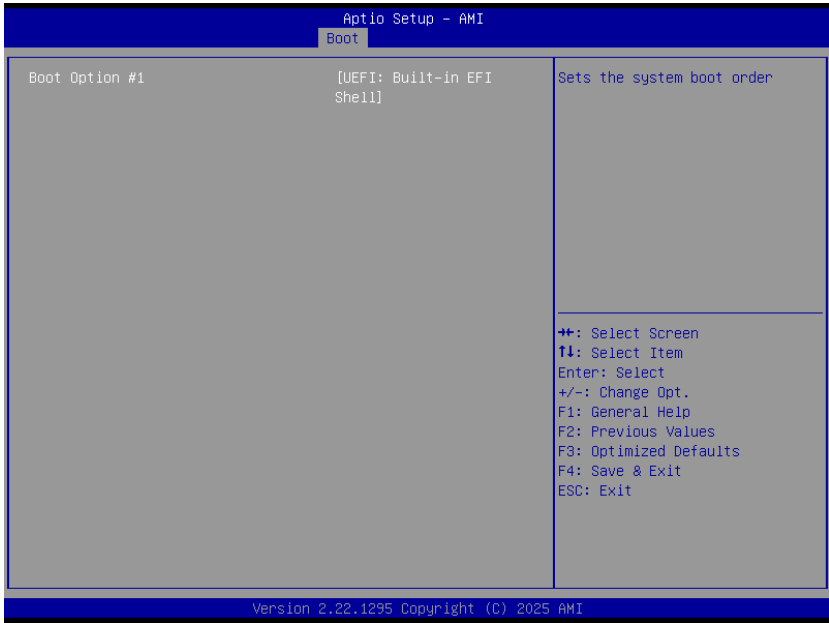 Aptio Setup - AMI
Boot
Boot Option #1 [UEFI: Built-in EFI
Shell]
Sets the system boot order
→←: Select Screen
↑↓: Select Item
Enter: Select
+/-: Change Opt.
F1: General Help
F2: Previous Values
F3: Optimized Defaults
F4: Save & Exit
ESC: Exit
Version 2.22.1295 Copyright (C) 2025 AMI